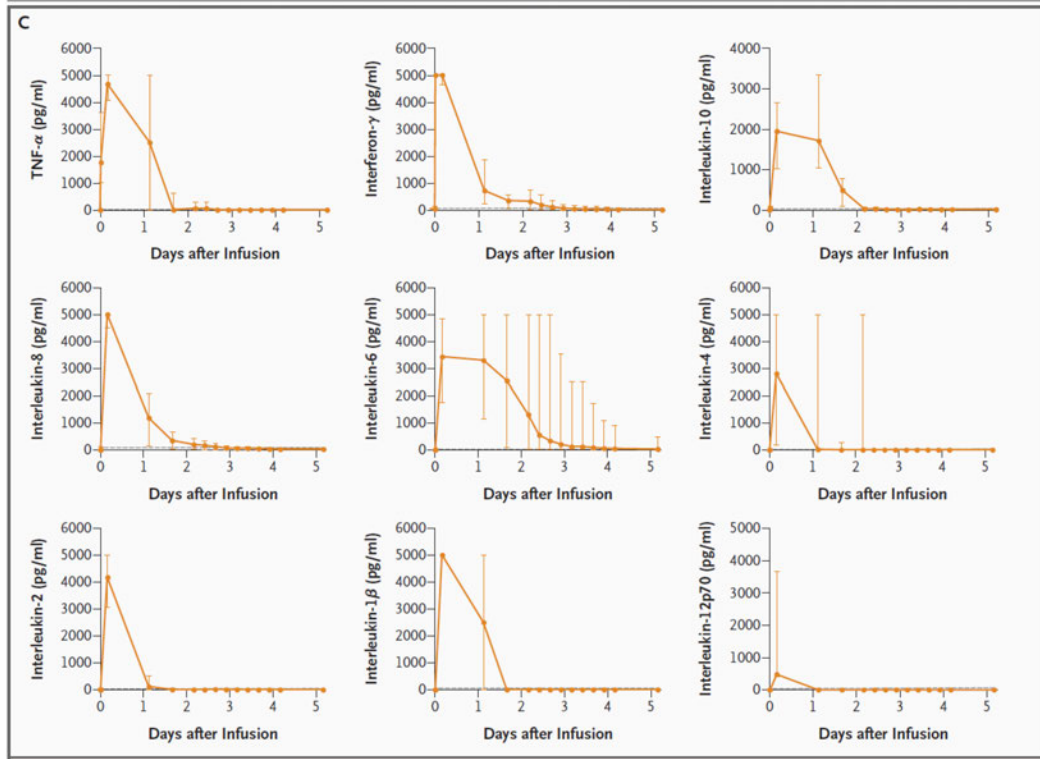 C
TNF-α (pg/ml)
6000
5000
4000
3000
2000
1000
0
0 1 2 3 4 5
Days after Infusion
Interferon-γ (pg/ml)
6000
5000
4000
3000
2000
1000
0
0 1 2 3 4 5
Days after Infusion
Interleukin-10 (pg/ml)
4000
3000
2000
1000
0
0 1 2 3 4 5
Days after Infusion
Interleukin-8 (pg/ml)
6000
5000
4000
3000
2000
1000
0
0 1 2 3 4 5
Days after Infusion
Interleukin-6 (pg/ml)
6000
5000
4000
3000
2000
1000
0
0 1 2 3 4 5
Days after Infusion
Interleukin-4 (pg/ml)
6000
5000
4000
3000
2000
1000
0
0 1 2 3 4 5
Days after Infusion
Interleukin-2 (pg/ml)
6000
5000
4000
3000
2000
1000
0
0 1 2 3 4 5
Days after Infusion
Interleukin-1β (pg/ml)
6000
5000
4000
3000
2000
1000
0
0 1 2 3 4 5
Days after Infusion
Interleukin-12p70 (pg/ml)
5000
4000
3000
2000
1000
0
0 1 2 3 4 5
Days after Infusion